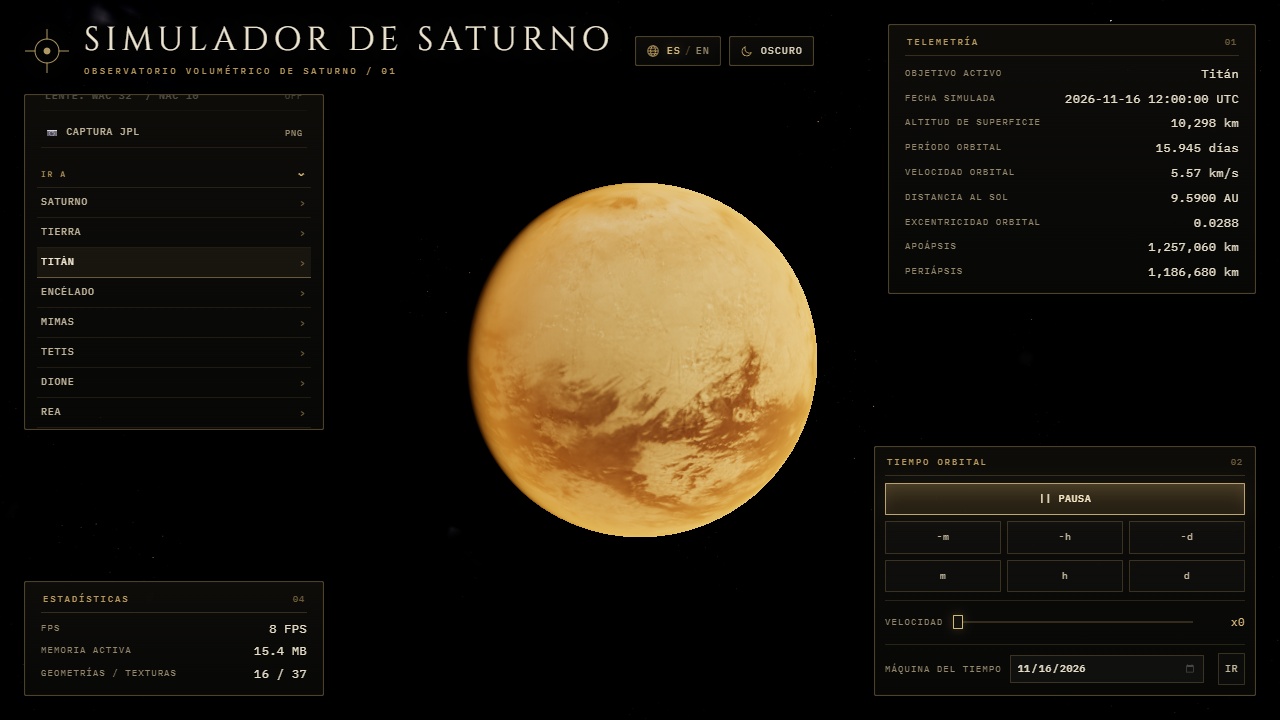 SIMULADOR DE SATURNO
OBSERVATORIO VOLUMÉTRICO DE SATURNO / 01
ES / EN
OSCURO
CAPTURA JPL PNG
IR A
SATURNO
TIERRA
TITÁN
ENCÉLADO
MIMAS
TETIS
DIONE
REA
ESTADÍSTICAS 04
FPS 8 FPS
MEMORIA ACTIVA 15.4 MB
GEOMETRÍAS / TEXTURAS 16 / 37
TELEMETRÍA 01
OBJETIVO ACTIVO Titán
FECHA SIMULADA 2026-11-16 12:00:00 UTC
ALTITUD DE SUPERFICIE 10,298 km
PERÍODO ORBITAL 15.945 días
VELOCIDAD ORBITAL 5.57 km/s
DISTANCIA AL SOL 9.5900 AU
EXCENTRICIDAD ORBITAL 0.0288
APOÁPSIS 1,257,060 km
PERIÁPSIS 1,186,680 km
TIEMPO ORBITAL 02
PAUSA
-m -h -d
m h d
VELOCIDAD x0
MÁQUINA DEL TIEMPO 11/16/2026 IR